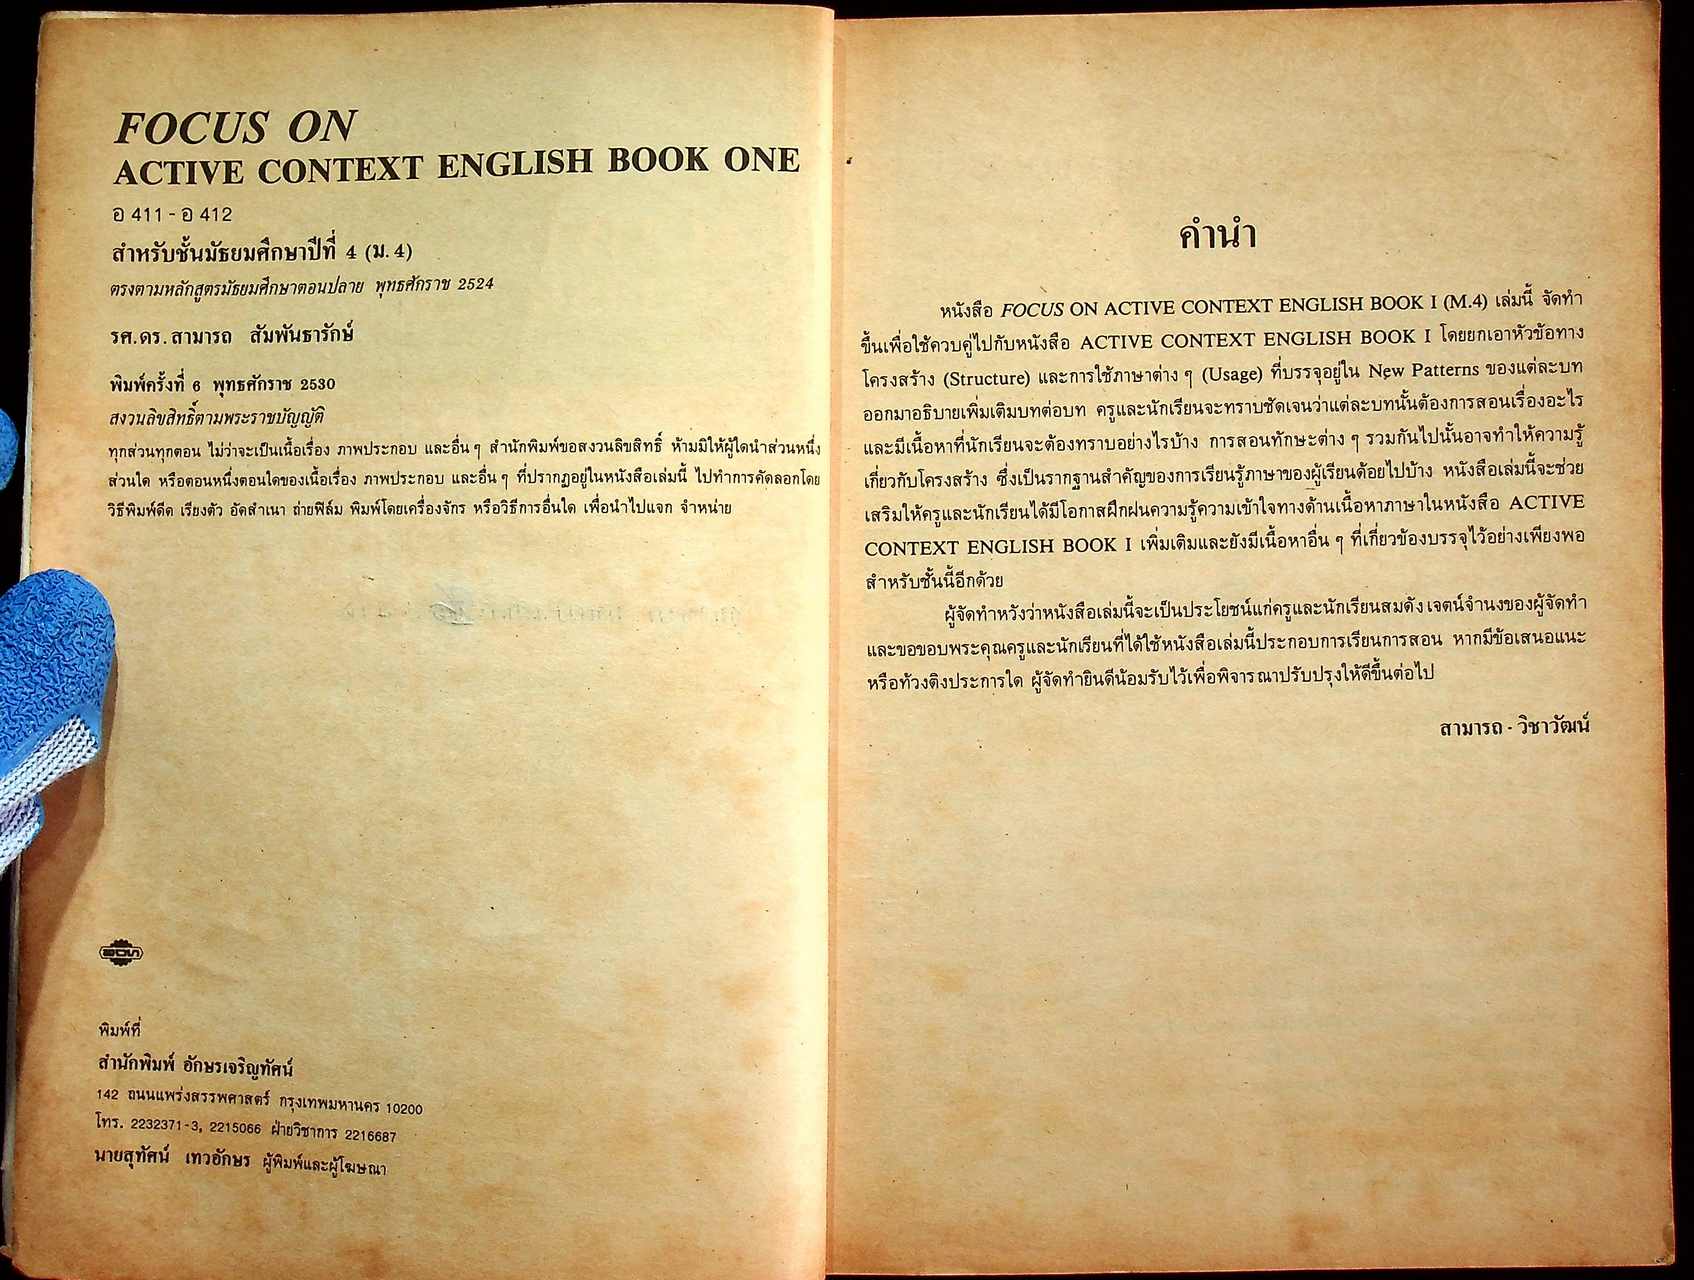 FOCUS ON
ACTIVE CONTEXT ENGLISH BOOK ONE
อ 411 - อ 412
สำหรับชั้นมัธยมศึกษาปีที่ 4 (ม.4)
ตรงตามหลักสูตรมัธยมศึกษาตอนปลาย พุทธศักราช 2524
รศ.ดร.สามารถ สัมพันธารักษ์
พิมพ์ครั้งที่ 6 พุทธศักราช 2530
สงวนลิขสิทธิ์ตามพระราชบัญญัติ
ทุกส่วนทุกตอน ไม่ว่าจะเป็นเนื้อเรื่อง ภาพประกอบ และอื่นๆ สำนักพิมพ์ขอสงวนลิขสิทธิ์ ห้ามมิให้ผู้ใดนำส่วนหนึ่ง
ส่วนใด หรือตอนหนึ่งตอนใดของเนื้อเรื่อง ภาพประกอบ และอื่นๆ ที่ปรากฏอยู่ในหนังสือเล่มนี้ ไปทำการคัดลอกโดย
วิธีพิมพ์ดีด เรียงตัว อัดสำเนา ถ่ายฟิล์ม พิมพ์โดยเครื่องจักร หรือวิธีการอื่นใด เพื่อนำไปแจก จำหน่าย
อจท
พิมพ์ที่
สำนักพิมพ์ อักษรเจริญทัศน์
142 ถนนแพร่งสรรพศาสตร์ กรุงเทพมหานคร 10200
โทร. 2232371-3, 2215066 ฝ่ายวิชาการ 2216687
นายสุทัศน์ เทวอักษร ผู้พิมพ์และผู้โฆษณา
คำนำ
หนังสือ FOCUS ON ACTIVE CONTEXT ENGLISH BOOK I (M.4) เล่มนี้ จัดทำ
ขึ้นเพื่อใช้ควบคู่ไปกับหนังสือ ACTIVE CONTEXT ENGLISH BOOK I โดยยกเอาหัวข้อทาง
โครงสร้าง (Structure) และการใช้ภาษาต่างๆ (Usage) ที่บรรจุอยู่ใน New Patterns ของแต่ละบท
ออกมาอธิบายเพิ่มเติมบทต่อบท ครูและนักเรียนจะทราบชัดเจนว่าแต่ละบทนั้นต้องการสอนเรื่องอะไร
และมีเนื้อหาที่นักเรียนจะต้องทราบอย่างไรบ้าง การสอนทักษะต่างๆ รวมกันไปนั้นอาจทำให้ความรู้
เกี่ยวกับโครงสร้าง ซึ่งเป็นรากฐานสำคัญของการเรียนรู้ภาษาของผู้เรียนด้อยไปบ้าง หนังสือเล่มนี้จะช่วย
เสริมให้ครูและนักเรียนได้มีโอกาสฝึกฝนความรู้ความเข้าใจทางด้านเนื้อหาภาษาในหนังสือ ACTIVE
CONTEXT ENGLISH BOOK I เพิ่มเติมและยังมีเนื้อหาอื่นๆ ที่เกี่ยวข้องบรรจุไว้อย่างเพียงพอ
สำหรับชั้นนี้อีกด้วย
ผู้จัดทำหวังว่าหนังสือเล่มนี้จะเป็นประโยชน์แก่ครูและนักเรียนสมดังเจตน์จำนงของผู้จัดทำ
และขอขอบพระคุณครูและนักเรียนที่ได้ใช้หนังสือเล่มนี้ประกอบการเรียนการสอน หากมีข้อเสนอแนะ
หรือท้วงติงประการใด ผู้จัดทำยินดีน้อมรับไว้เพื่อพิจารณาปรับปรุงให้ดีขึ้นต่อไป
สามารถ - วิชาวัฒน์